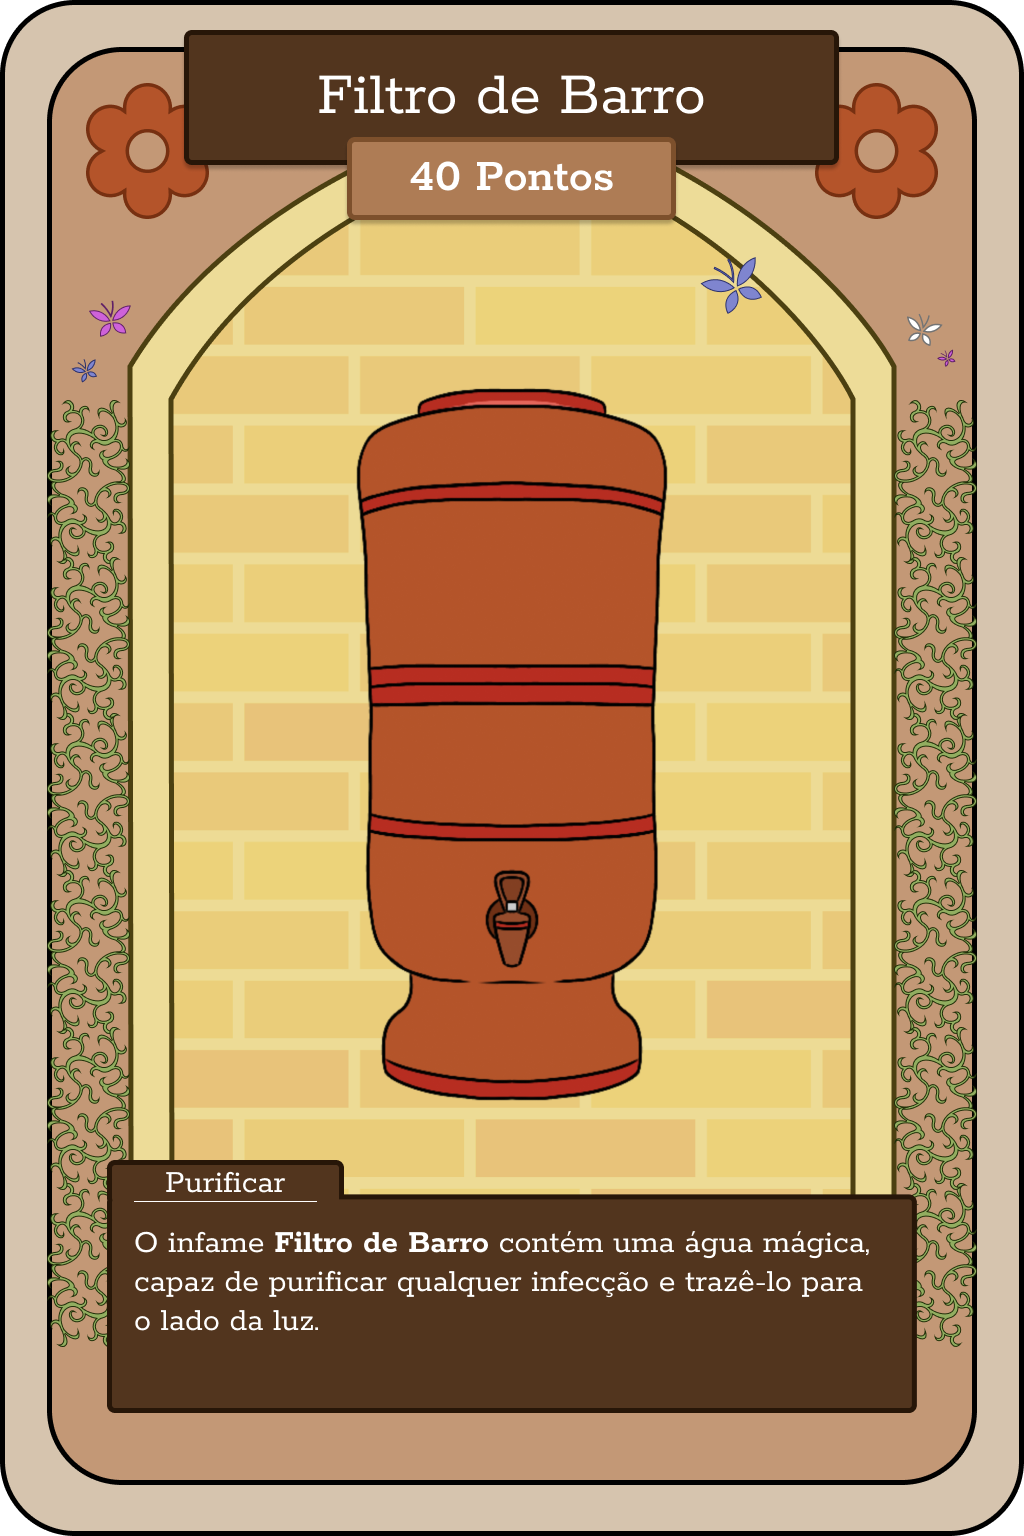 Filtro de Barro
40 Pontos
Purificar
O infame Filtro de Barro contém uma água mágica,
capaz de purificar qualquer infecção e trazê-lo para
o lado da luz.